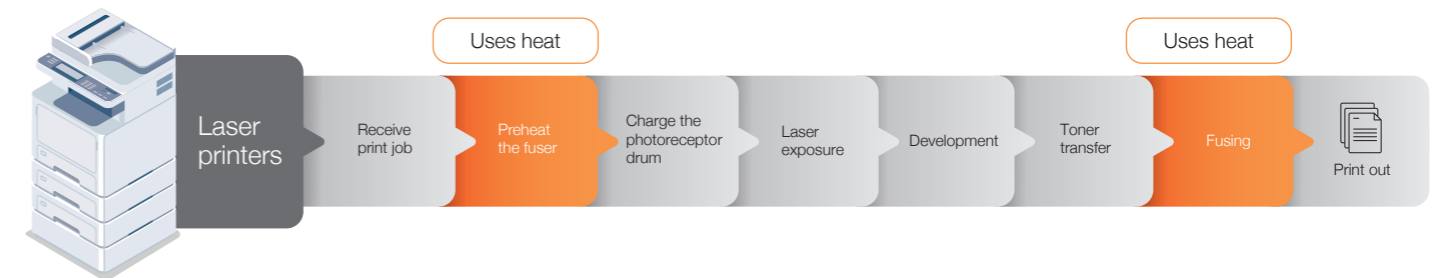 Uses heat
Uses heat
Laser
printers
Receive
print job
Preheat
the fuser
Charge the
photoreceptor
drum
Laser
exposure
Development
Toner
transfer
Fusing
Print out